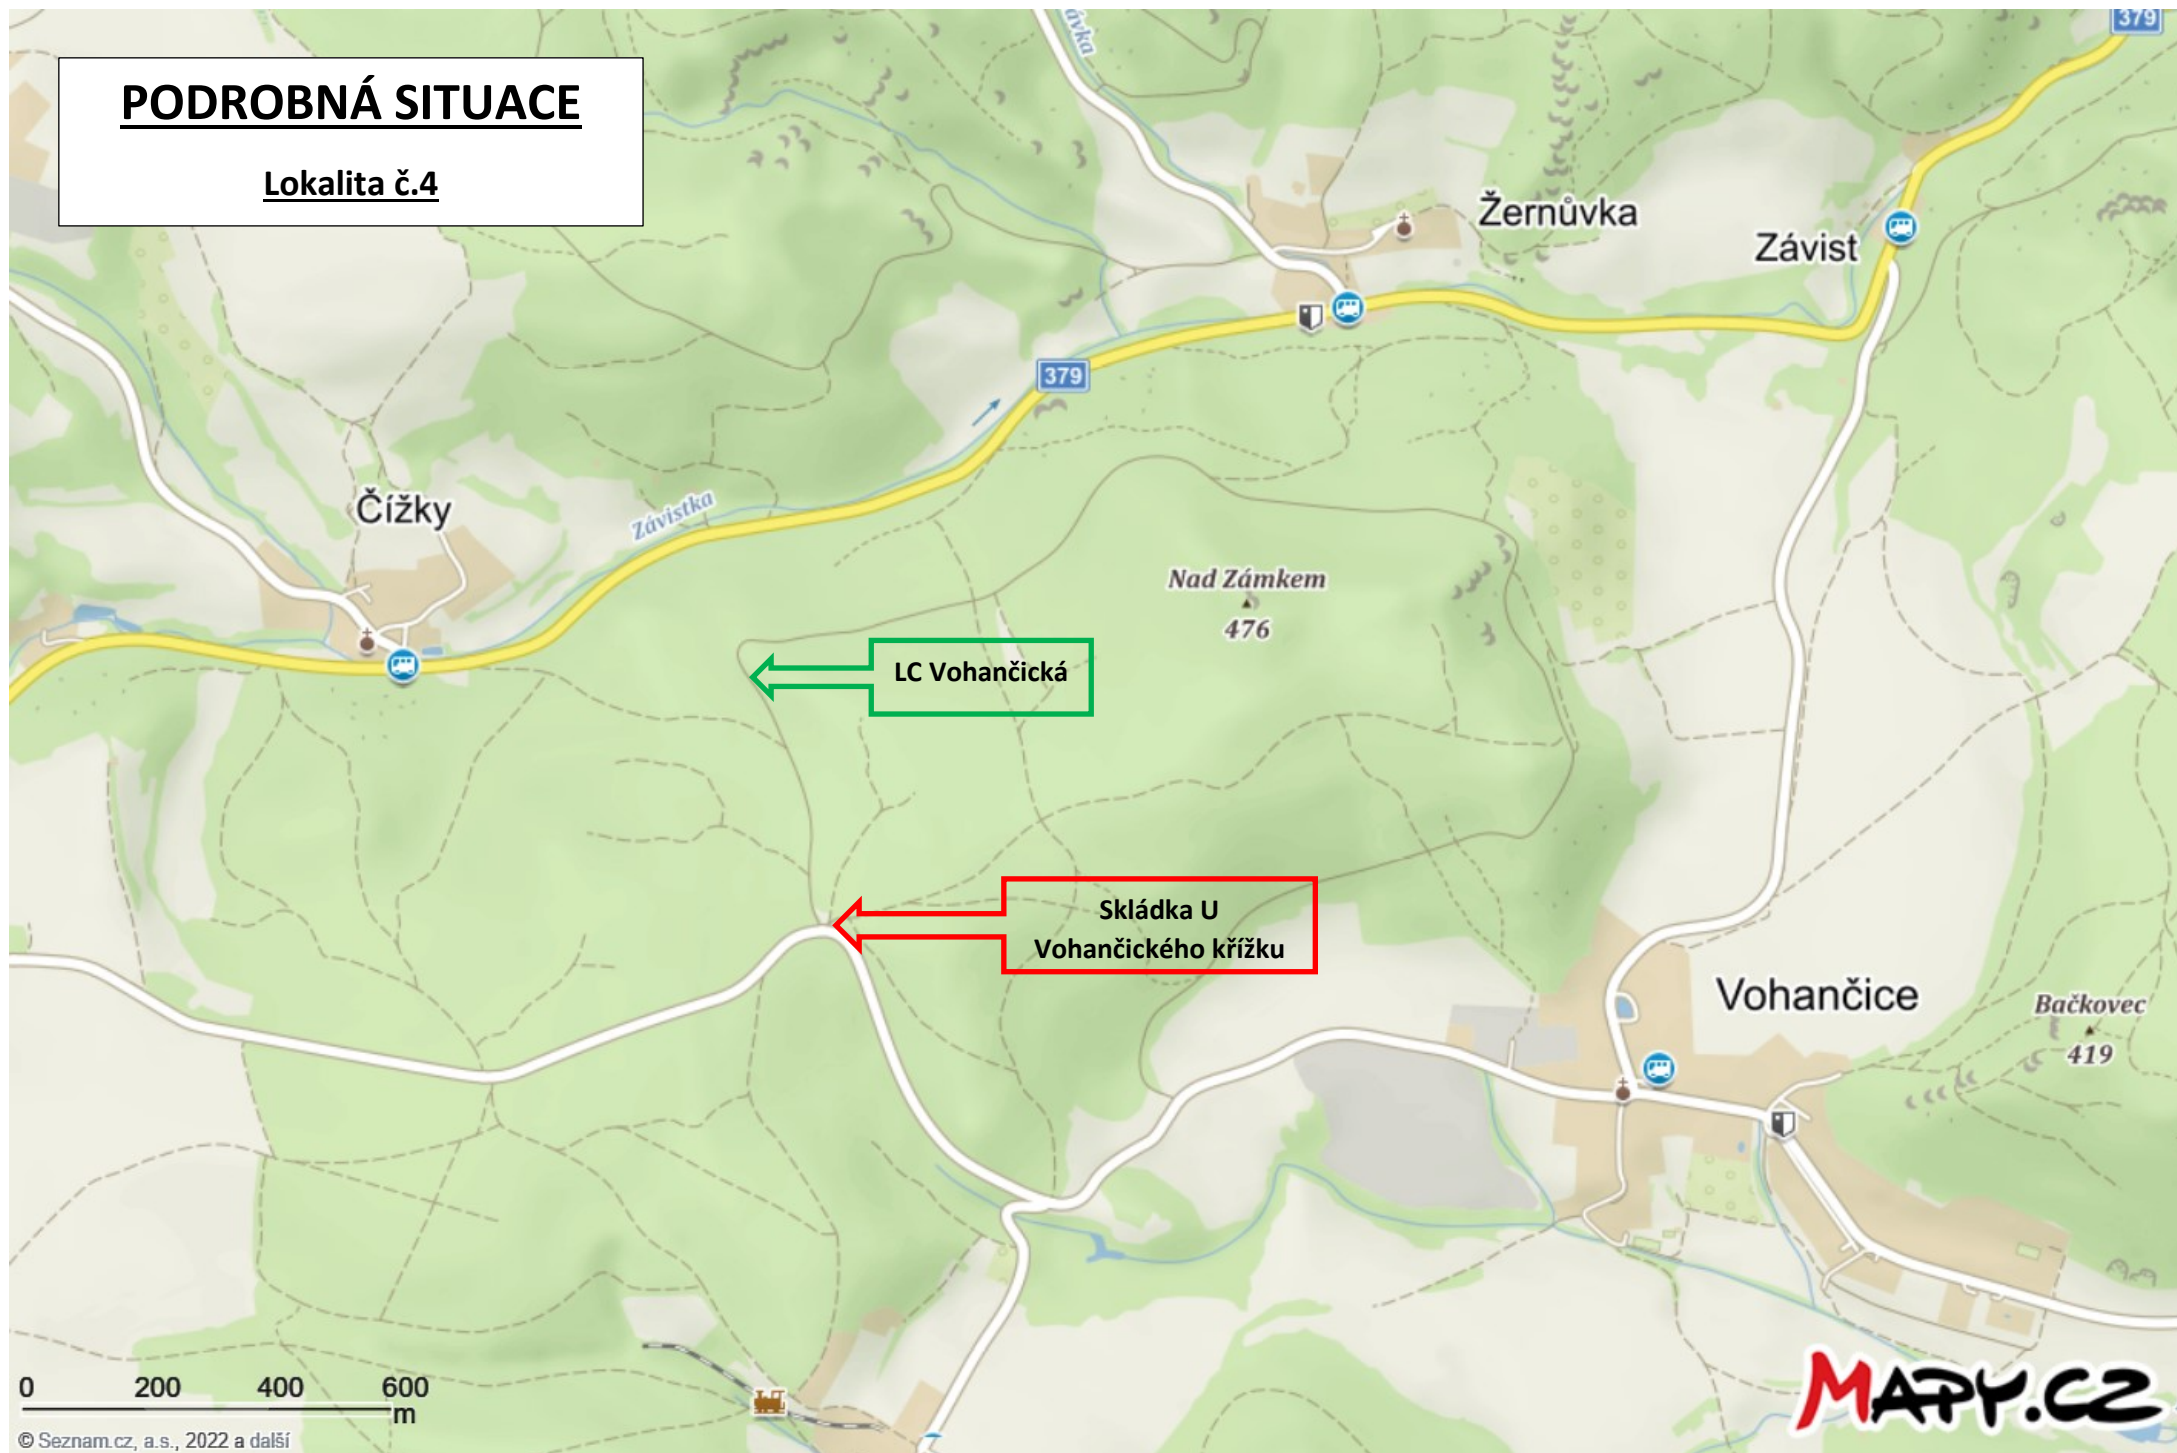 379
ávka
PODROBNÁ SITUACE
Lokalita č.4
Žernůvka
Závist
379
Čížky
Závistka
Nad Zámkem
476
LC Vohančická
Skládka U
Vohančického křížku
Vohančice
Bačkovec
419
0 200 400 600
m
MAPY.CZ
© Seznam.cz, a.s., 2022 a další